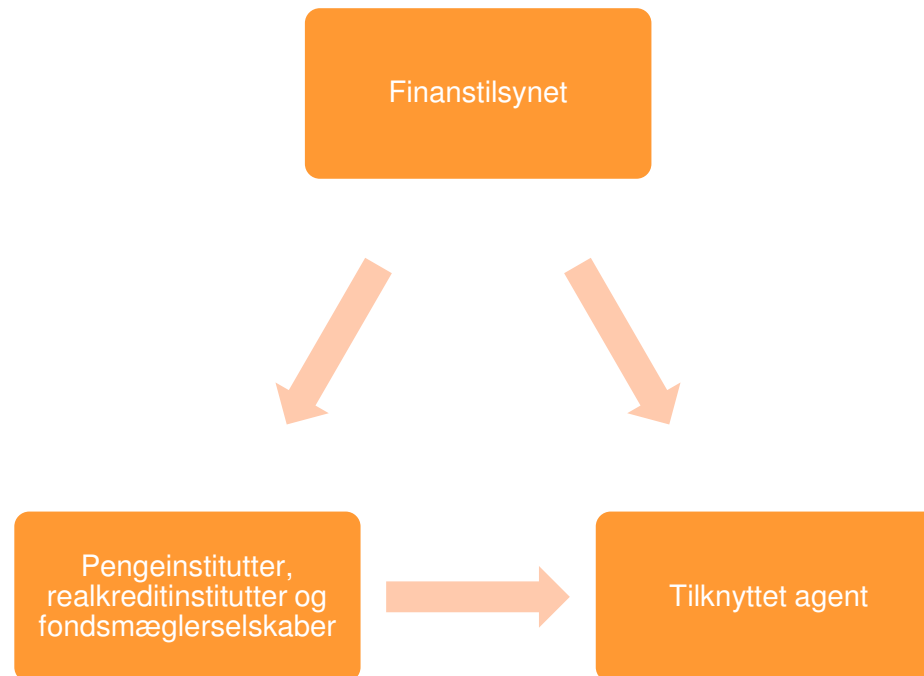 Finanstilsynet
Pengeinstitutter,
realkreditinstitutter og
fondsmæglerselskaber
Tilknyttet agent